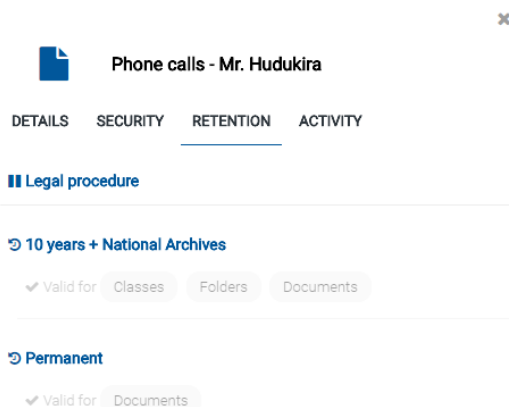 Phone calls - Mr. Hudukira
DETAILS SECURITY RETENTION ACTIVITY
Legal procedure
10 years + National Archives
Valid for Classes Folders Documents
Permanent
Valid for Documents